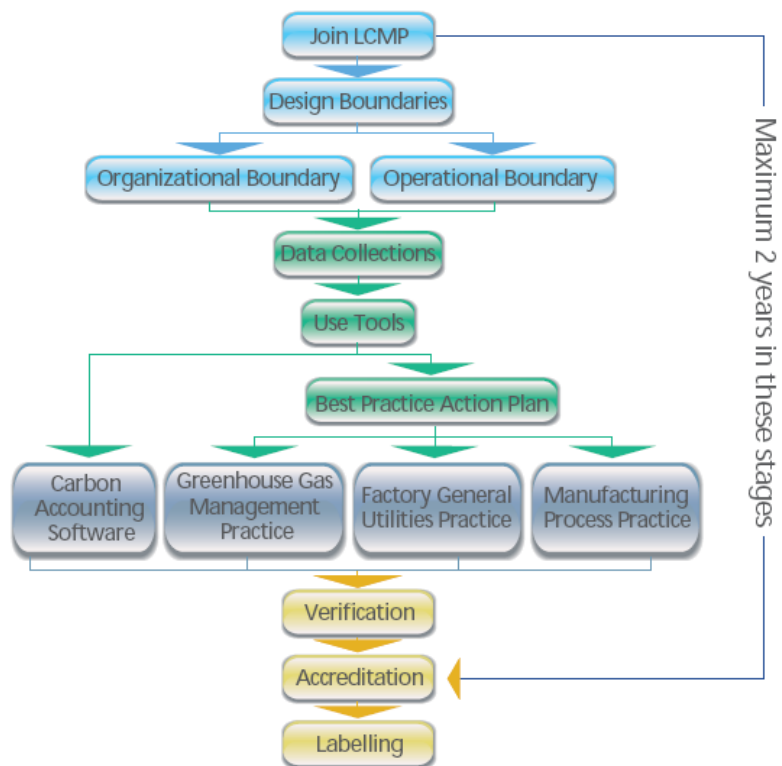 Join LCMP
Design Boundaries
Organizational Boundary
Operational Boundary
Data Collections
Use Tools
Best Practice Action Plan
Carbon
Accounting
Software
Greenhouse Gas
Management
Practice
Factory General
Utilities Practice
Manufacturing
Process Practice
Verification
Accreditation
Labelling
Maximum 2 years in these stages